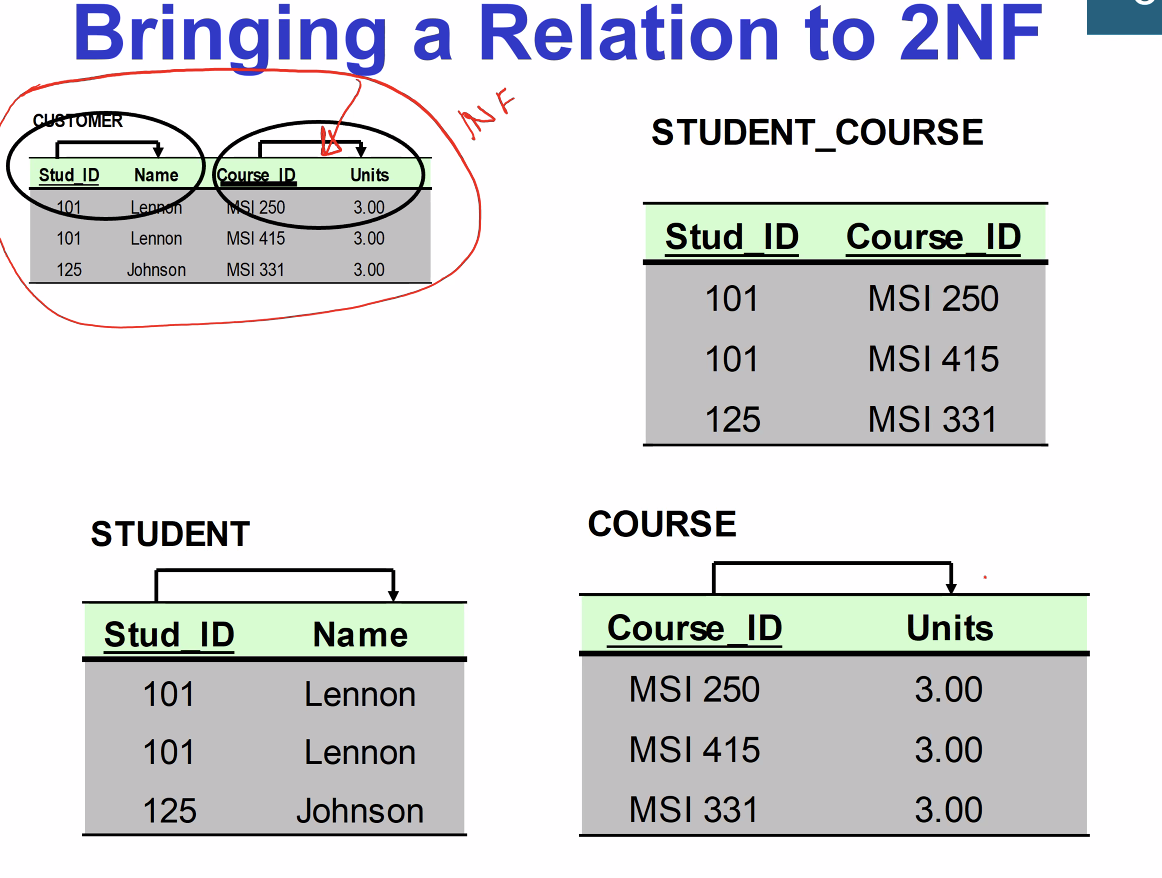 Bringing a Relation to 2NF
CUSTOMER
1NF
Stud_ID Name Course_ID Units
101 Lennon MSI 250 3.00
101 Lennon MSI 415 3.00
125 Johnson MSI 331 3.00
STUDENT_COURSE
Stud_ID Course_ID
101 MSI 250
101 MSI 415
125 MSI 331
STUDENT
Stud_ID Name
101 Lennon
101 Lennon
125 Johnson
COURSE
Course_ID Units
MSI 250 3.00
MSI 415 3.00
MSI 331 3.00